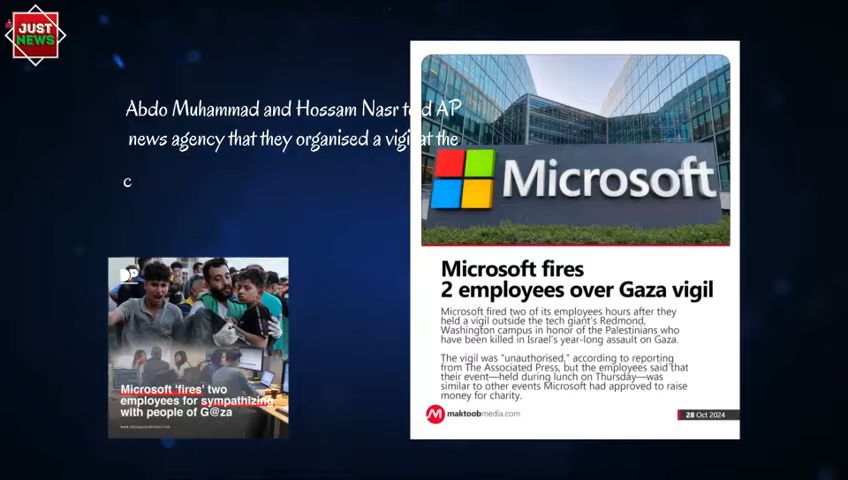 JUST
NEWS
Abdo Muhammad and Hossam Nasr told AP
news agency that they organised a vigil at the
c
Microsoft
Microsoft fires
2 employees over Gaza vigil
Microsoft fired two of its employees hours after they
held a vigil outside the tech giant's Redmond,
Washington campus in honor of the Palestinians who
have been killed in Israel's year-long assault on Gaza.
The vigil was "unauthorised," according to reporting
from The Associated Press, but the employees said that
their event—held during lunch on Thursday—was
similar to other events Microsoft had approved to raise
money for charity.
maktoobmedia.com
28 Oct 2024
DP
Microsoft 'fires' two
employees for sympathizing
with people of G@za